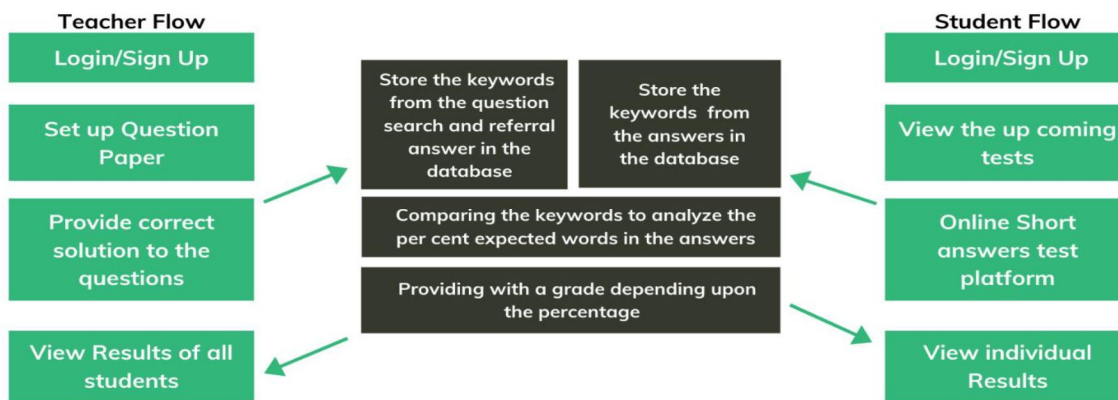 Teacher Flow
Login/Sign Up
Set up Question
Paper
Provide correct
solution to the
questions
View Results of all
students
Store the keywords
from the question
search and referral
answer in the
database
Store the
keywords from
the answers in
the database
Comparing the keywords to analyze the
per cent expected words in the answers
Providing with a grade depending upon
the percentage
Student Flow
Login/Sign Up
View the up coming
tests
Online Short
answers test
platform
View individual
Results